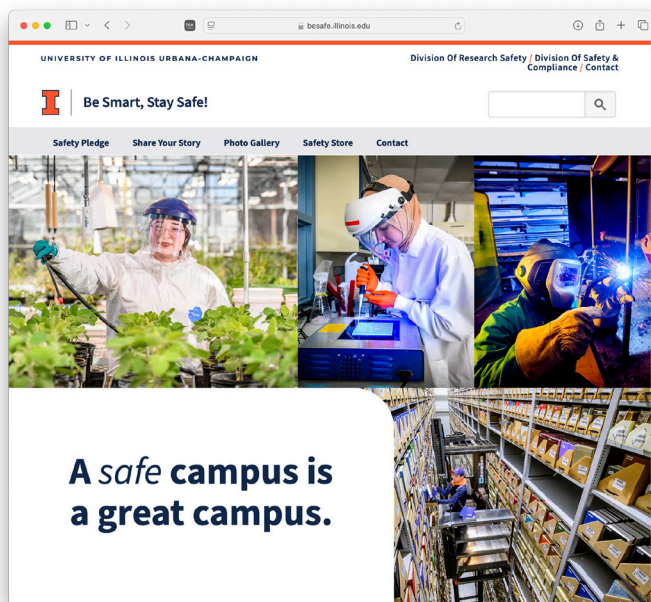 besafe.illinois.edu
UNIVERSITY OF ILLINOIS URBANA-CHAMPAIGN
Division Of Research Safety / Division Of Safety &
Compliance / Contact
I
Be Smart, Stay Safe!
Safety Pledge Share Your Story Photo Gallery Safety Store Contact
A safe campus is
a great campus.